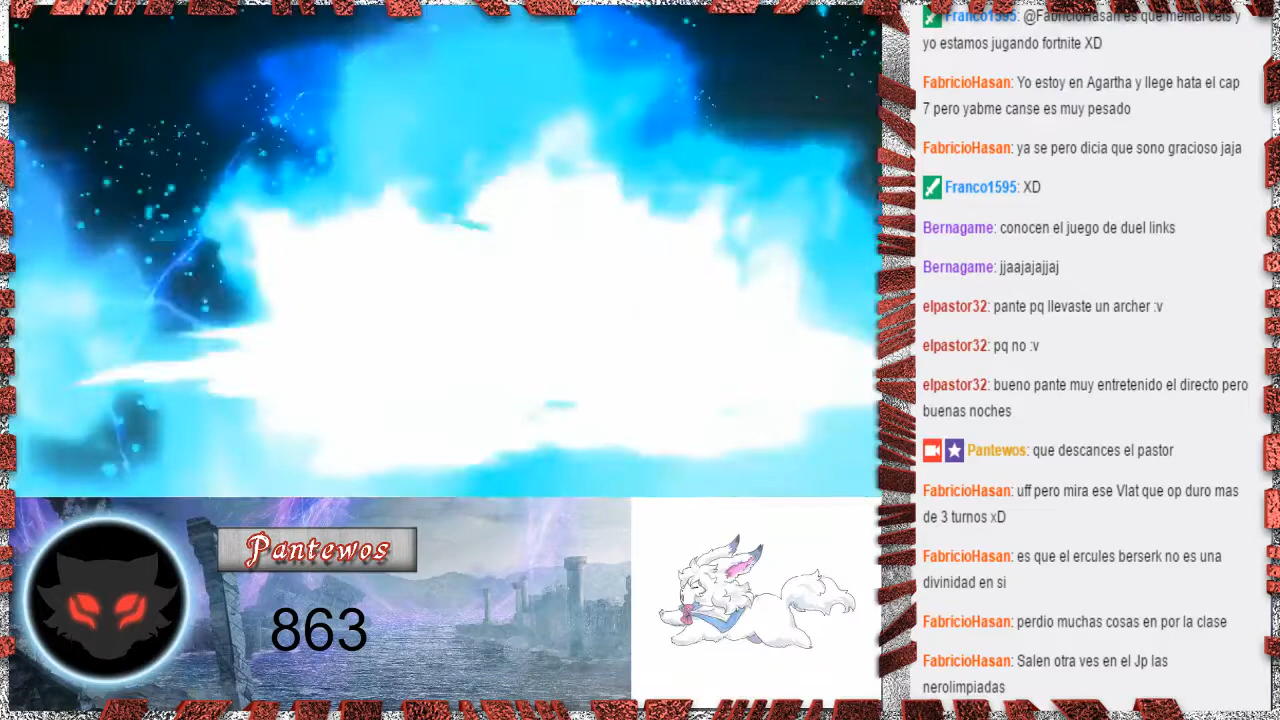 Franco1595: @FabricioHasan es que mental cets y
yo estamos jugando fortnite XD
FabricioHasan: Yo estoy en Agartha y llege hata el cap
7 pero yabme canse es muy pesado
FabricioHasan: ya se pero dicia que sono gracioso jaja
Franco1595: XD
Bernagame: conocen el juego de duel links
Bernagame: jjaajajajjaj
elpastor32: pante pq llevaste un archer :v
elpastor32: pq no :v
elpastor32: bueno pante muy entretenido el directo pero
buenas noches
Pantewos: que descances el pastor
FabricioHasan: uff pero mira ese Vlat que op duro mas
de 3 turnos xD
FabricioHasan: es que el ercules berserk no es una
divinidad en si
FabricioHasan: perdio muchas cosas en por la clase
FabricioHasan: Salen otra ves en el Jp las
nerolimpiadas
Pantewos
863